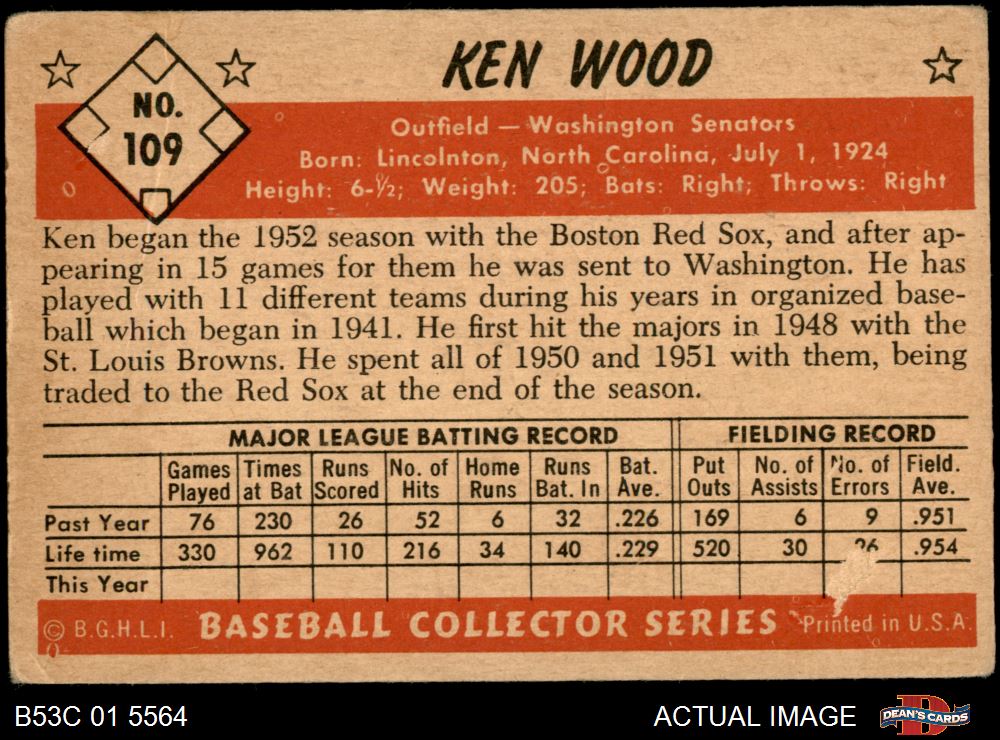 KEN WOOD
NO.
109
Outfield — Washington Senators
Born: Lincolnton, North Carolina, July 1, 1924
Height: 6-½; Weight: 205; Bats: Right; Throws: Right
Ken began the 1952 season with the Boston Red Sox, and after ap-
pearing in 15 games for them he was sent to Washington. He has
played with 11 different teams during his years in organized base-
ball which began in 1941. He first hit the majors in 1948 with the
St. Louis Browns. He spent all of 1950 and 1951 with them, being
traded to the Red Sox at the end of the season.
MAJOR LEAGUE BATTING RECORD FIELDING RECORD
Games Times Runs No. of Home Runs Bat. Put No. of No. of Field.
Played at Bat Scored Hits Runs Bat. In Ave. Outs Assists Errors Ave.
Past Year 76 230 26 52 6 32 .226 169 6 9 .951
Life time 330 962 110 216 34 140 .229 520 30 26 .954
This Year
© B.G.H.L.I. BASEBALL COLLECTOR SERIES Printed in U.S.A.
B53C 01 5564 ACTUAL IMAGE DEAN'S CARDS